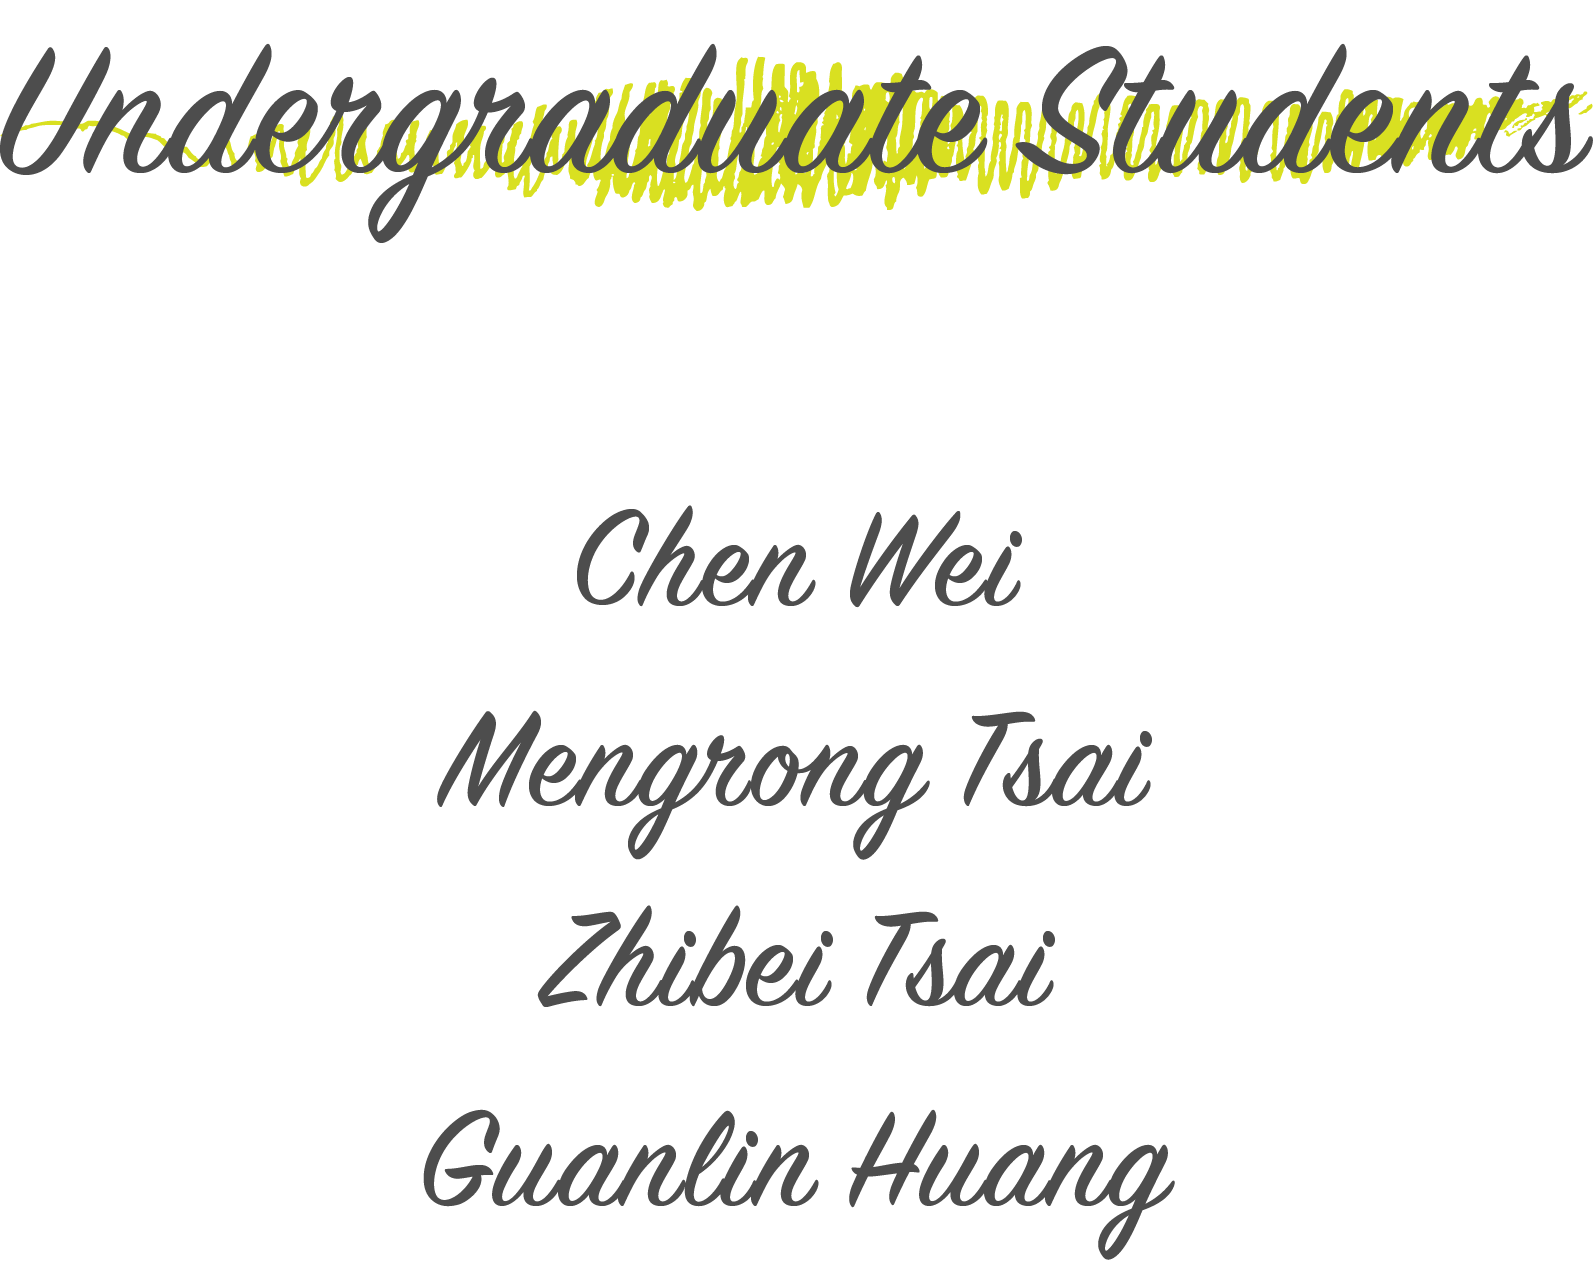 Undergraduate Students
Chen Wei
Mengrong Tsai
Zhibei Tsai
Guanlin Huang